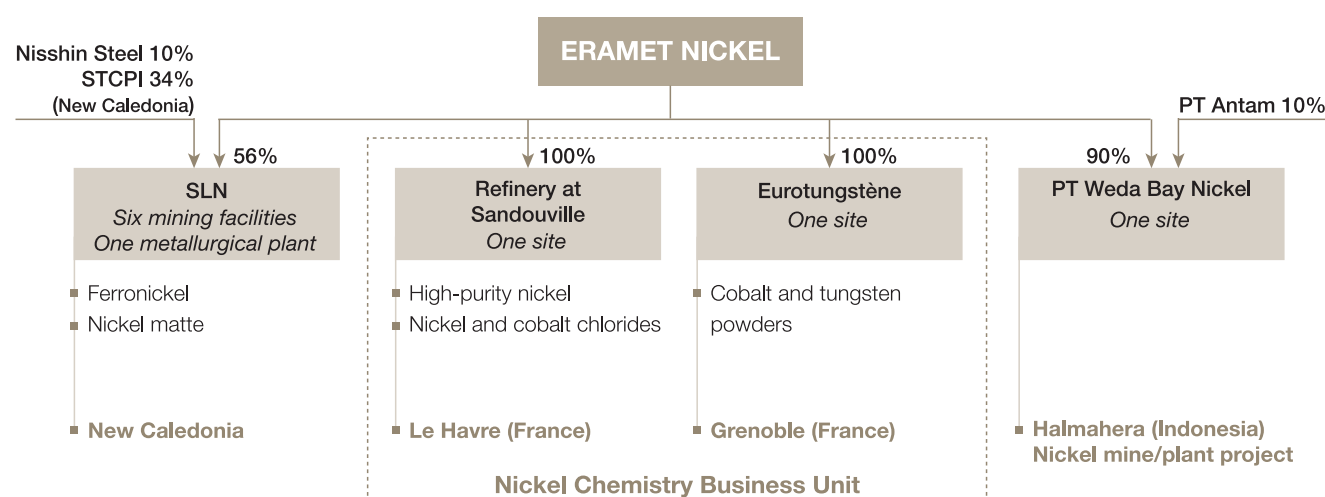 ERAMET NICKEL
Nisshin Steel 10%
STCPI 34%
(New Caledonia)
PT Antam 10%
56%
100%
100%
90%
SLN
Six mining facilities
One metallurgical plant
Refinery at
Sandouville
One site
Eurotungstène
One site
PT Weda Bay Nickel
One site
Ferronickel
Nickel matte
New Caledonia
High-purity nickel
Nickel and cobalt chlorides
Le Havre (France)
Cobalt and tungsten
powders
Grenoble (France)
Halmahera (Indonesia)
Nickel mine/plant project
Nickel Chemistry Business Unit